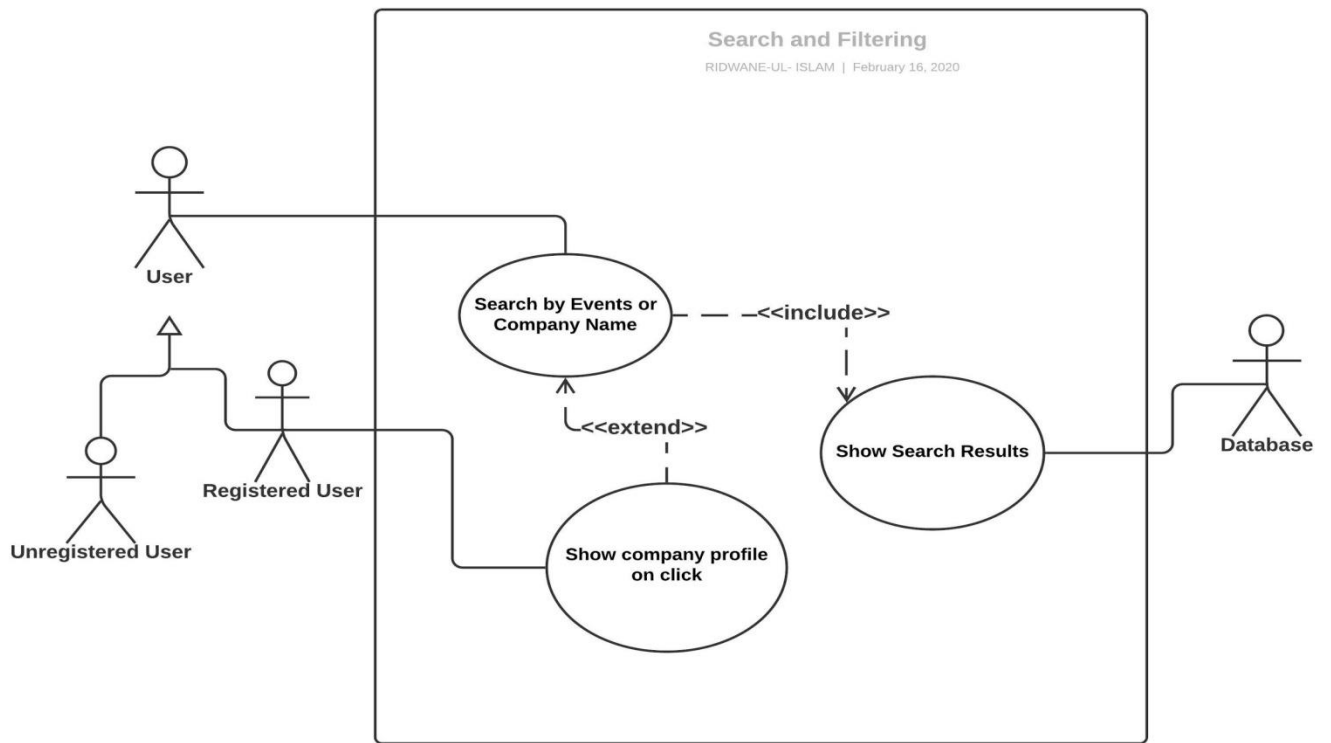 Search and Filtering
RIDWANE-UL- ISLAM | February 16, 2020
User
Search by Events or
Company Name
<<include>>
<<extend>>
Show Search Results
Database
Registered User
Unregistered User
Show company profile
on click